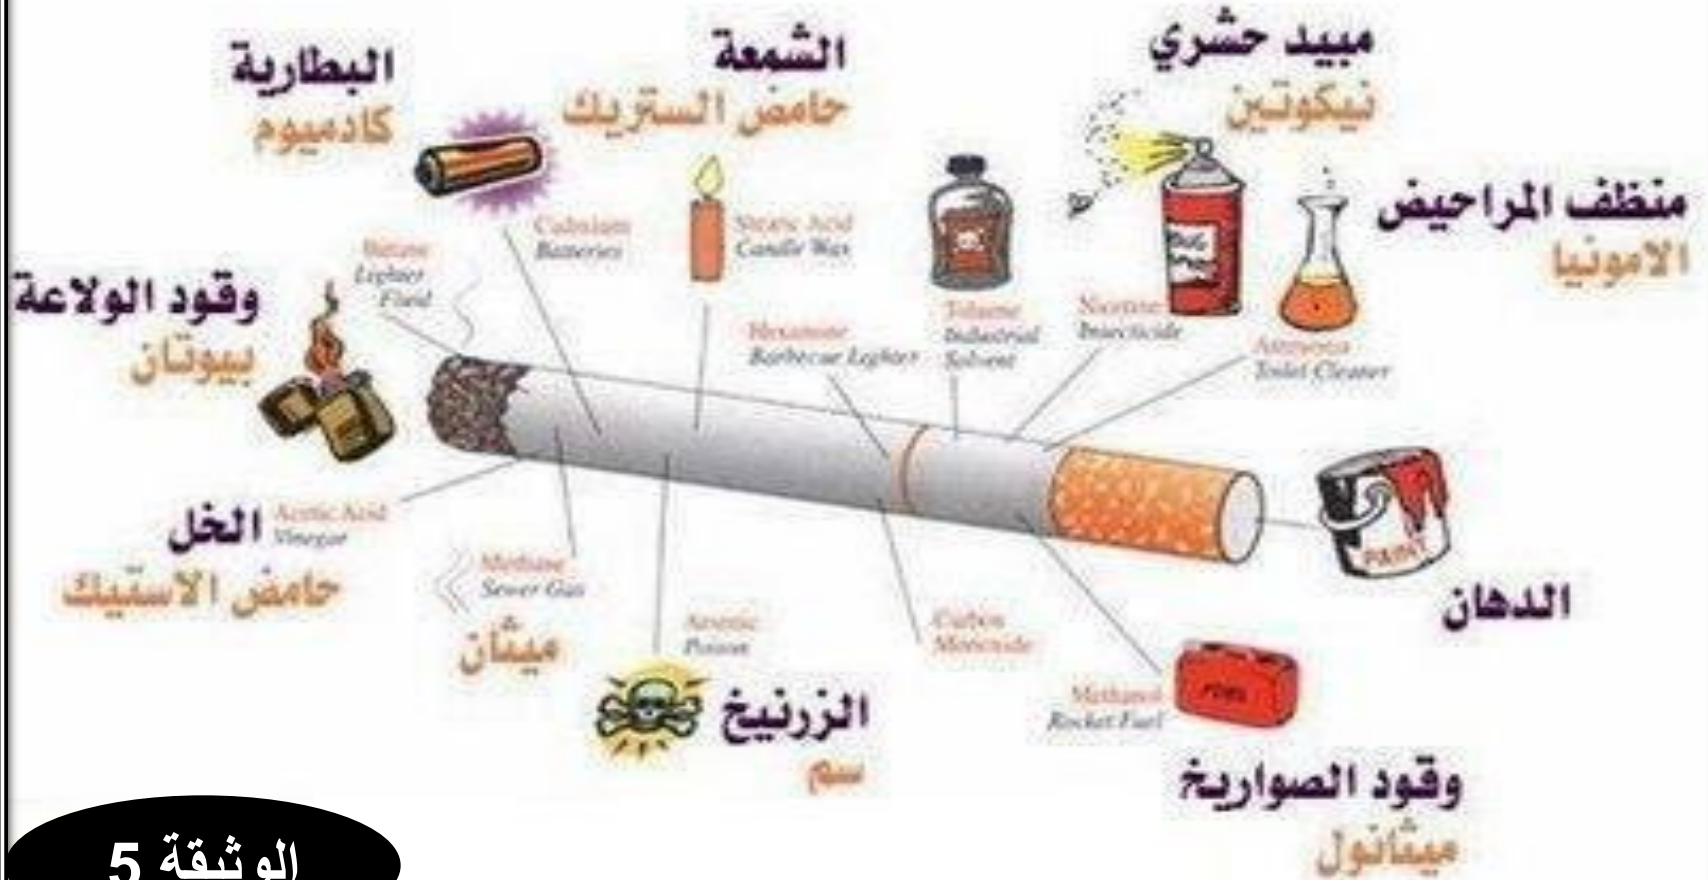 مبيد حشري
نيكوتين
الشمعة
حامض الستريك
البطارية
كادميوم
منظف المراحيض
الامونيا
وقود الولاعة
بيوتان
Butane
Lighter
Fluid
Cadmium
Batteries
Stearic Acid
Candle Wax
Hexamine
Barbecue Lighter
Toluene
Industrial
Solvent
Nicotine
Insecticide
BUG
Ammonia
Toilet Cleaner
PAINT
الدهان
الخل
حامض الاستيك
Acetic Acid
Vinegar
Methane
Sewer Gas
ميثان
Arsenic
Poison
الزرنيخ
سم
Carbon
Monoxide
Methanol
Rocket Fuel
FUEL
وقود الصواريخ
ميثانول
الوثيقة 5